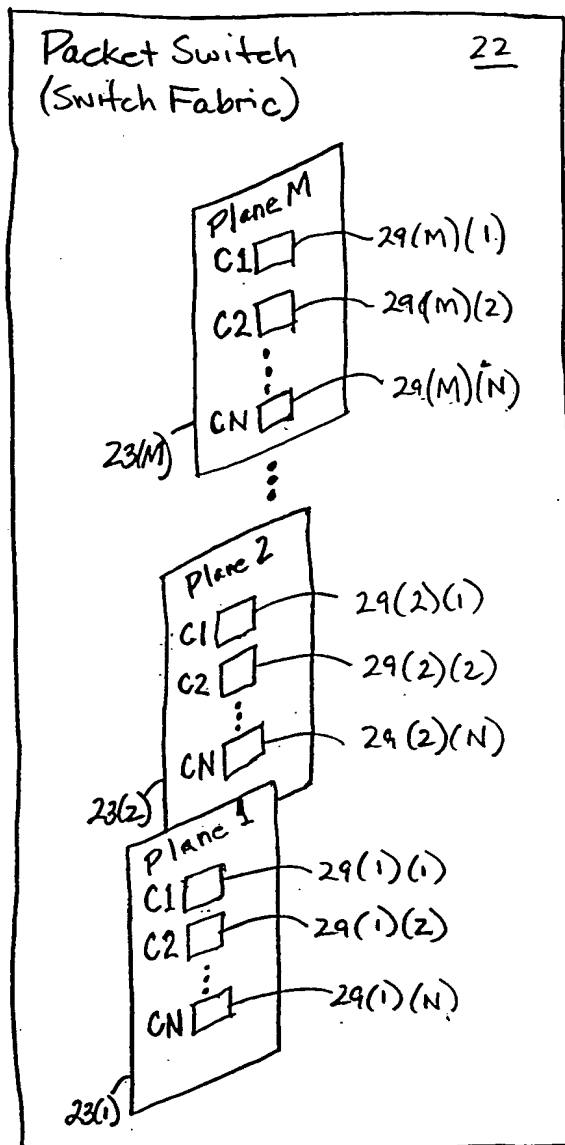 Packet Switch 22
(Switch Fabric)
Plane M
C1 29(M)(1)
C2 29(M)(2)
CN 29(M)(N)
23(M)
Plane 2
C1 29(2)(1)
C2 29(2)(2)
CN 29(2)(N)
23(2)
Plane 1
C1 29(1)(1)
C2 29(1)(2)
CN 29(1)(N)
23(1)